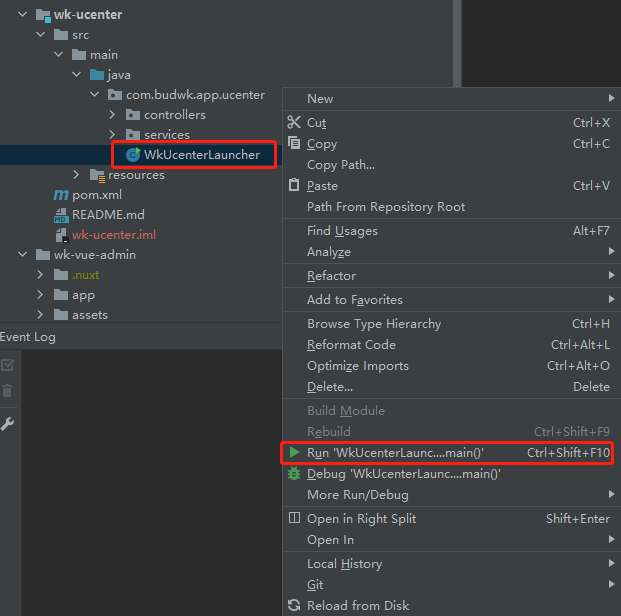 wk-ucenter
src
main
java
com.budwk.app.ucenter
controllers
services
WkUcenterLauncher
resources
pom.xml
README.md
wk-ucenter.iml
wk-vue-admin
.nuxt
app
assets
Event Log
New
Cut Ctrl+X
Copy Ctrl+C
Copy Path...
Paste Ctrl+V
Path From Repository Root
Find Usages Alt+F7
Analyze
Refactor
Add to Favorites
Browse Type Hierarchy Ctrl+H
Reformat Code Ctrl+Alt+L
Optimize Imports Ctrl+Alt+O
Delete... Delete
Build Module
Rebuild Ctrl+Shift+F9
Run 'WkUcenterLaunc....main()' Ctrl+Shift+F10
Debug 'WkUcenterLaunc....main()'
More Run/Debug
Open in Right Split Shift+Enter
Open In
Local History
Git
Reload from Disk